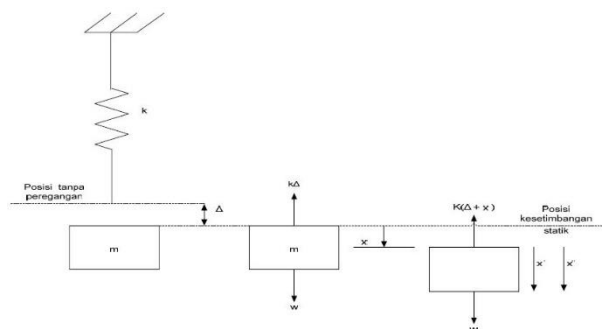 k
Posisi tanpa
peregangan
Δ
kΔ
K(Δ + x)
Posisi
kesetimbangan
statik
m
m
x
x˙
x¨
w
w